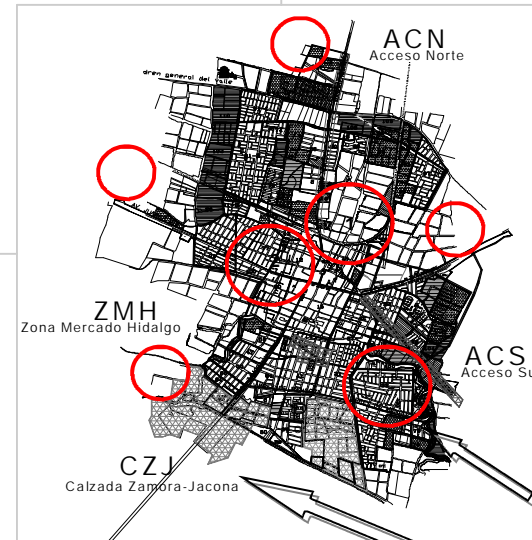 ACN
Acceso Norte
dren general del valle
ZMH
Zona Mercado Hidalgo
ACS
Acceso Su
CZJ
Calzada Zamora-Jacona